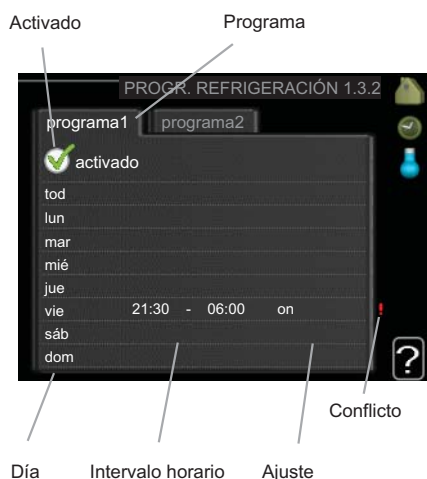 Activado Programa
PROGR. REFRIGERACIÓN 1.3.2
programa1 programa2
activado
tod
lun
mar
mié
jue
vie 21:30 - 06:00 on !
sáb
dom
?
Conflicto
Día Intervalo horario Ajuste